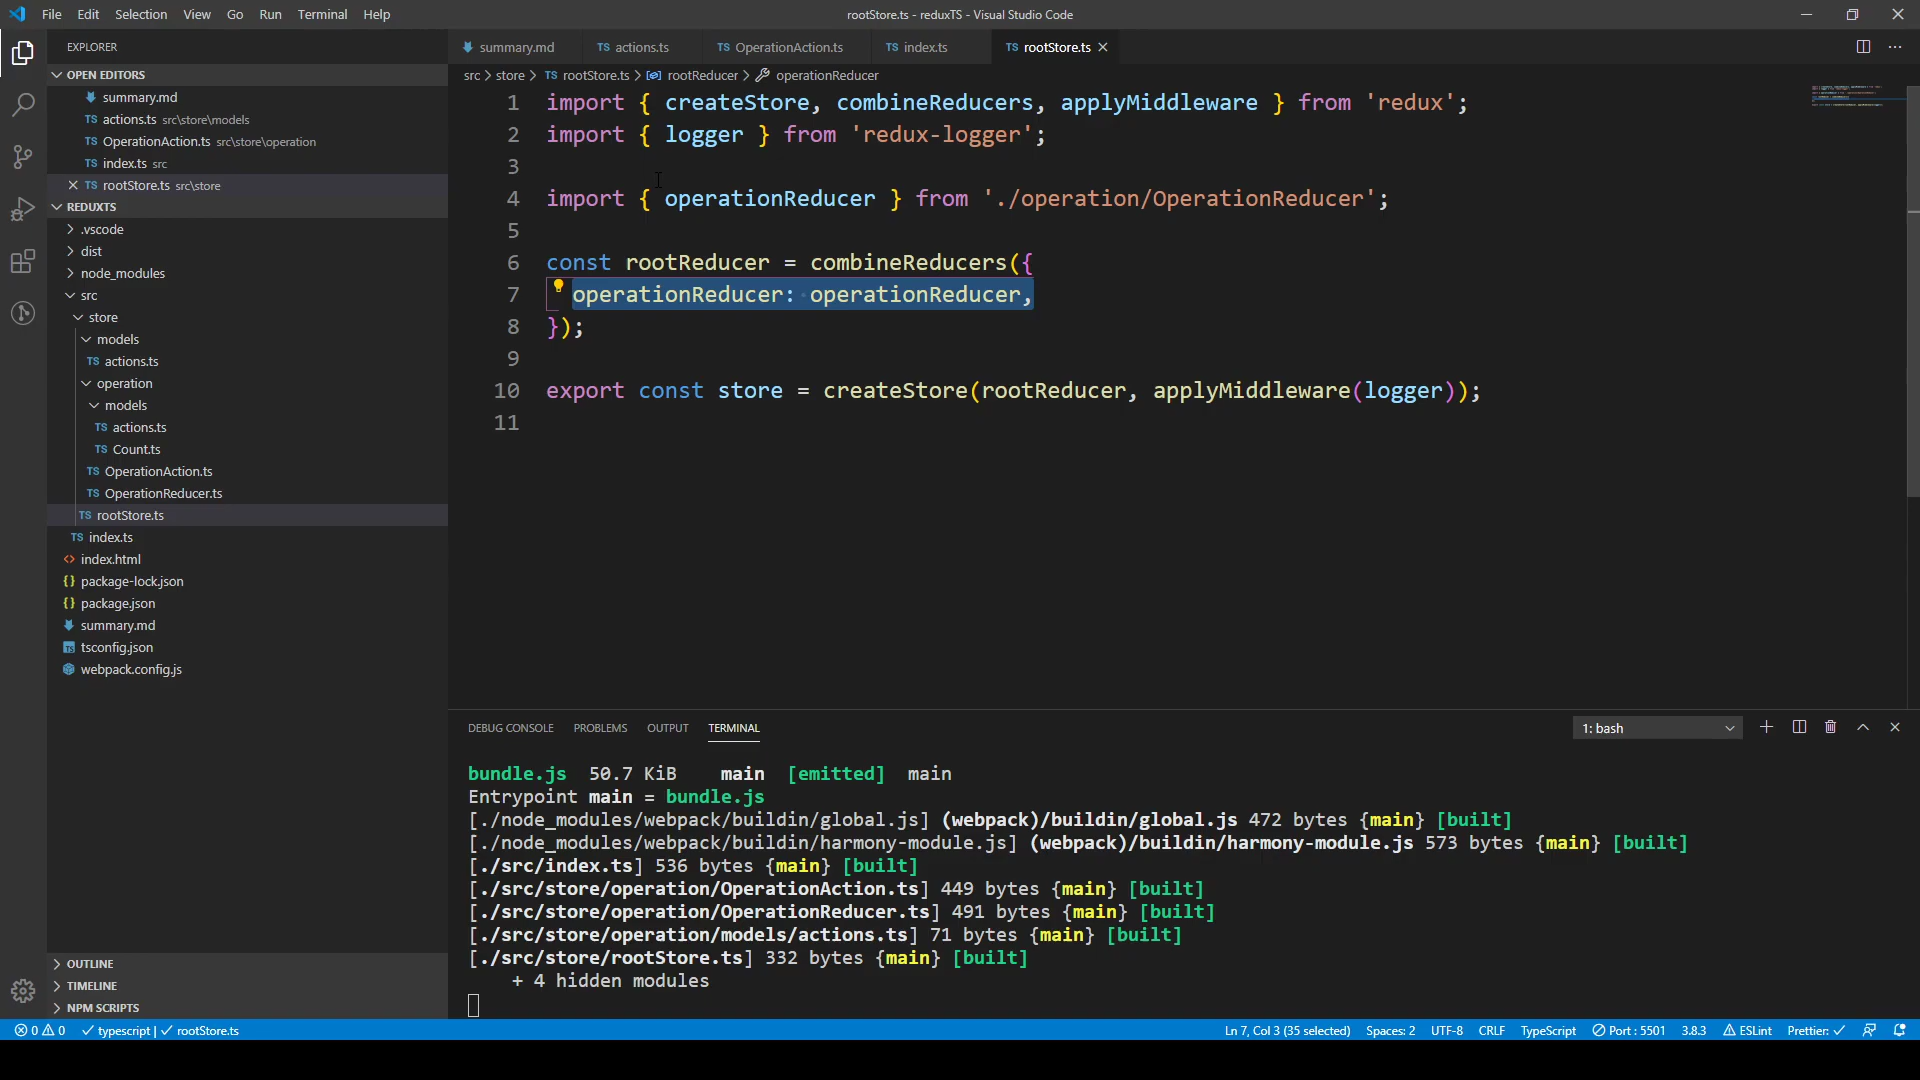 File Edit Selection View Go Run Terminal Help
rootStore.ts - reduxTS - Visual Studio Code
EXPLORER
OPEN EDITORS
summary.md
actions.ts src\store\models
OperationAction.ts src\store\operation
index.ts src
rootStore.ts src\store
REDUXTS
.vscode
dist
node_modules
src
store
models
TS actions.ts
operation
models
TS actions.ts
TS Count.ts
TS OperationAction.ts
TS OperationReducer.ts
TS rootStore.ts
TS index.ts
index.html
package-lock.json
package.json
summary.md
tsconfig.json
webpack.config.js
OUTLINE
TIMELINE
NPM SCRIPTS
summary.md TS actions.ts TS OperationAction.ts TS index.ts TS rootStore.ts
src > store > TS rootStore.ts > rootReducer > operationReducer
1 import { createStore, combineReducers, applyMiddleware } from 'redux';
2 import { logger } from 'redux-logger';
3
4 import { operationReducer } from './operation/OperationReducer';
5
6 const rootReducer = combineReducers({
7 operationReducer: operationReducer,
8 });
9
10 export const store = createStore(rootReducer, applyMiddleware(logger));
11
DEBUG CONSOLE PROBLEMS OUTPUT TERMINAL
1: bash
bundle.js 50.7 KiB main [emitted] main
Entrypoint main = bundle.js
[./node_modules/webpack/buildin/global.js] (webpack)/buildin/global.js 472 bytes {main} [built]
[./node_modules/webpack/buildin/harmony-module.js] (webpack)/buildin/harmony-module.js 573 bytes {main} [built]
[./src/index.ts] 536 bytes {main} [built]
[./src/store/operation/OperationAction.ts] 449 bytes {main} [built]
[./src/store/operation/OperationReducer.ts] 491 bytes {main} [built]
[./src/store/operation/models/actions.ts] 71 bytes {main} [built]
[./src/store/rootStore.ts] 332 bytes {main} [built]
+ 4 hidden modules
0 0 typescript | rootStore.ts
Ln 7, Col 3 (35 selected) Spaces: 2 UTF-8 CRLF TypeScript Port : 5501 3.8.3 ESLint Prettier: